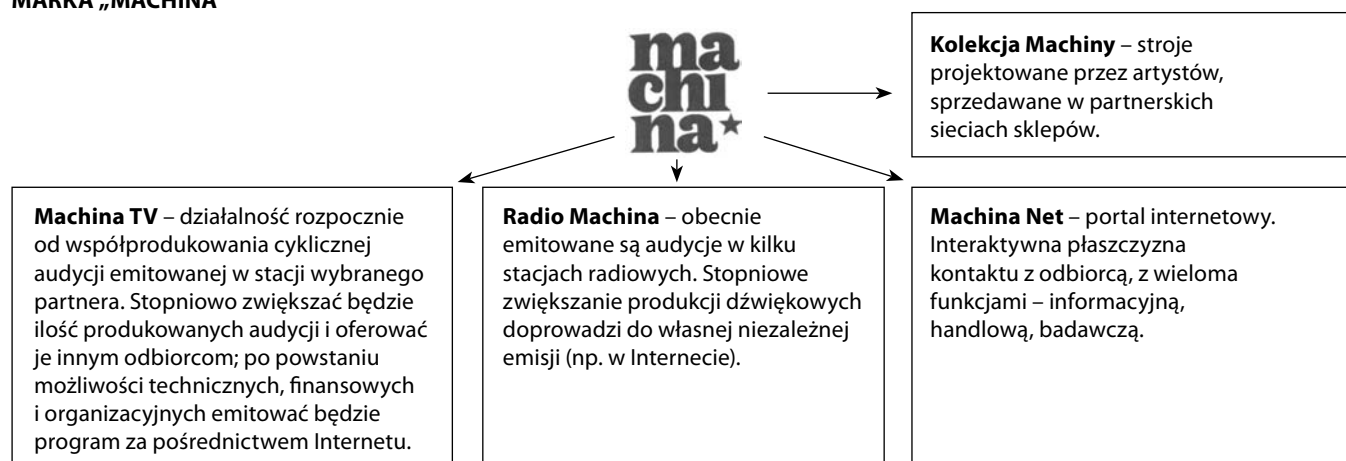 MARKA „MACHINA”
ma
chi
na
Kolekcja Machiny – stroje
projektowane przez artystów,
sprzedawane w partnerskich
sieciach sklepów.
Machina TV – działalność rozpocznie
od współprodukowania cyklicznej
audycji emitowanej w stacji wybranego
partnera. Stopniowo zwiększać będzie
ilość produkowanych audycji i oferować
je innym odbiorcom; po powstaniu
możliwości technicznych, finansowych
i organizacyjnych emitować będzie
program za pośrednictwem Internetu.
Radio Machina – obecnie
emitowane są audycje w kilku
stacjach radiowych. Stopniowe
zwiększanie produkcji dźwiękowych
doprowadzi do własnej niezależnej
emisji (np. w Internecie).
Machina Net – portal internetowy.
Interaktywna płaszczyzna
kontaktu z odbiorcą, z wieloma
funkcjami – informacyjną,
handlową, badawczą.